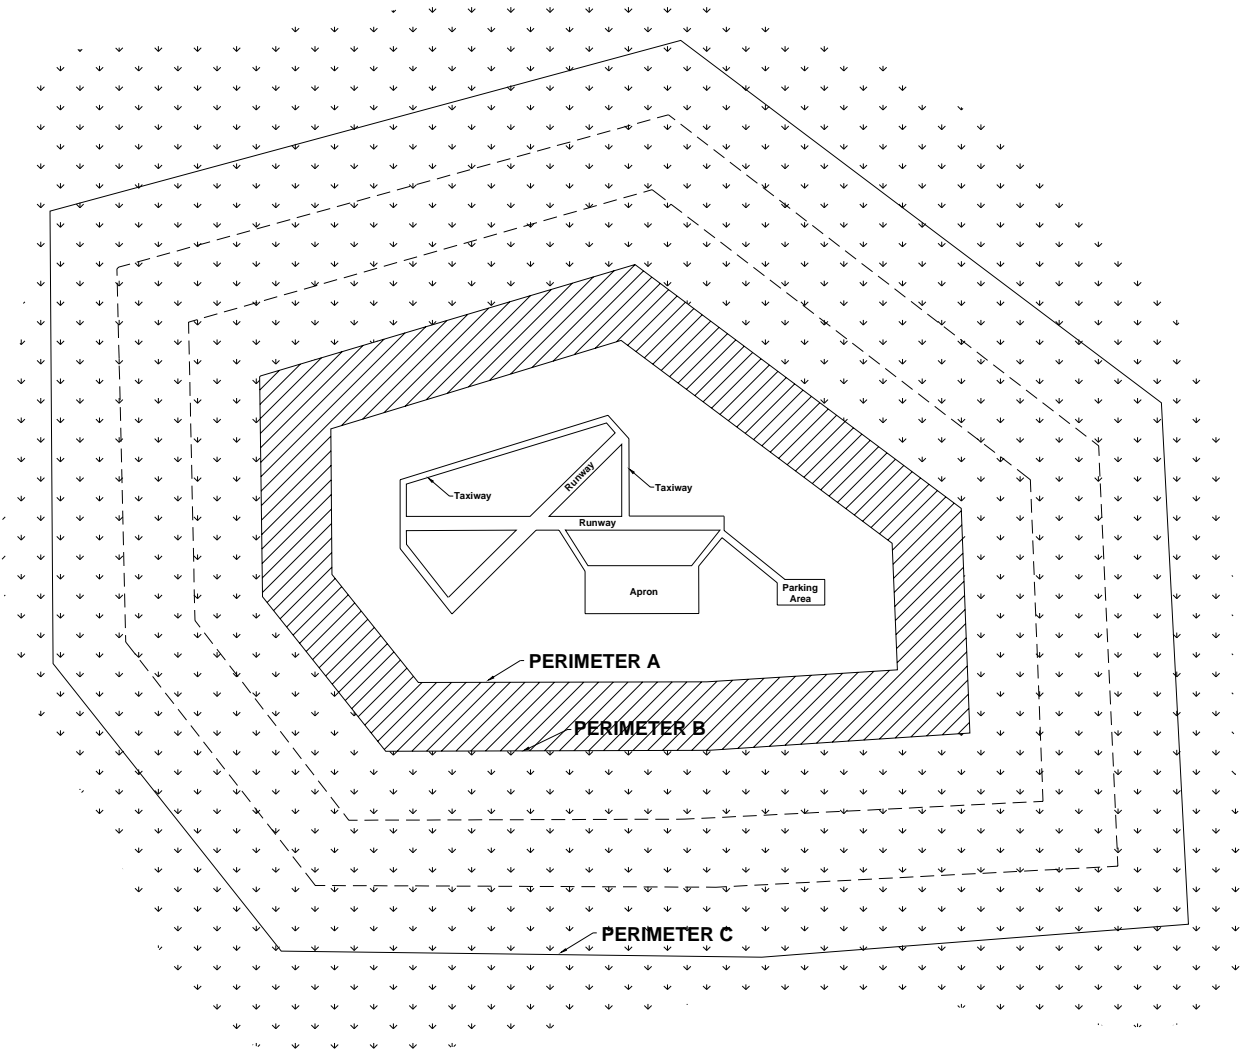 Runway
Taxiway
Taxiway
Runway
Apron
Parking
Area
PERIMETER A
PERIMETER B
PERIMETER C